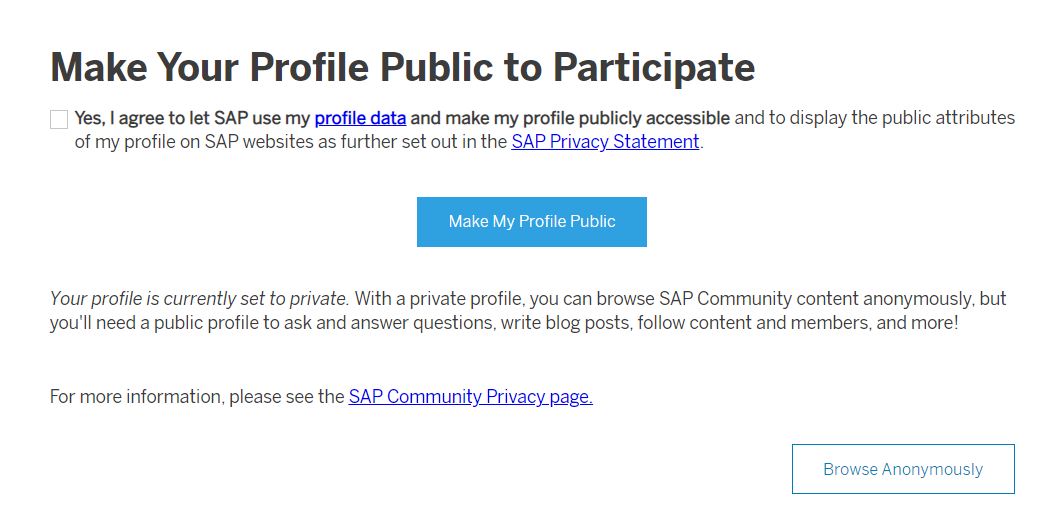 Make Your Profile Public to Participate
Yes, I agree to let SAP use my profile data and make my profile publicly accessible and to display the public attributes
of my profile on SAP websites as further set out in the SAP Privacy Statement.
Make My Profile Public
Your profile is currently set to private. With a private profile, you can browse SAP Community content anonymously, but
you'll need a public profile to ask and answer questions, write blog posts, follow content and members, and more!
For more information, please see the SAP Community Privacy page.
Browse Anonymously